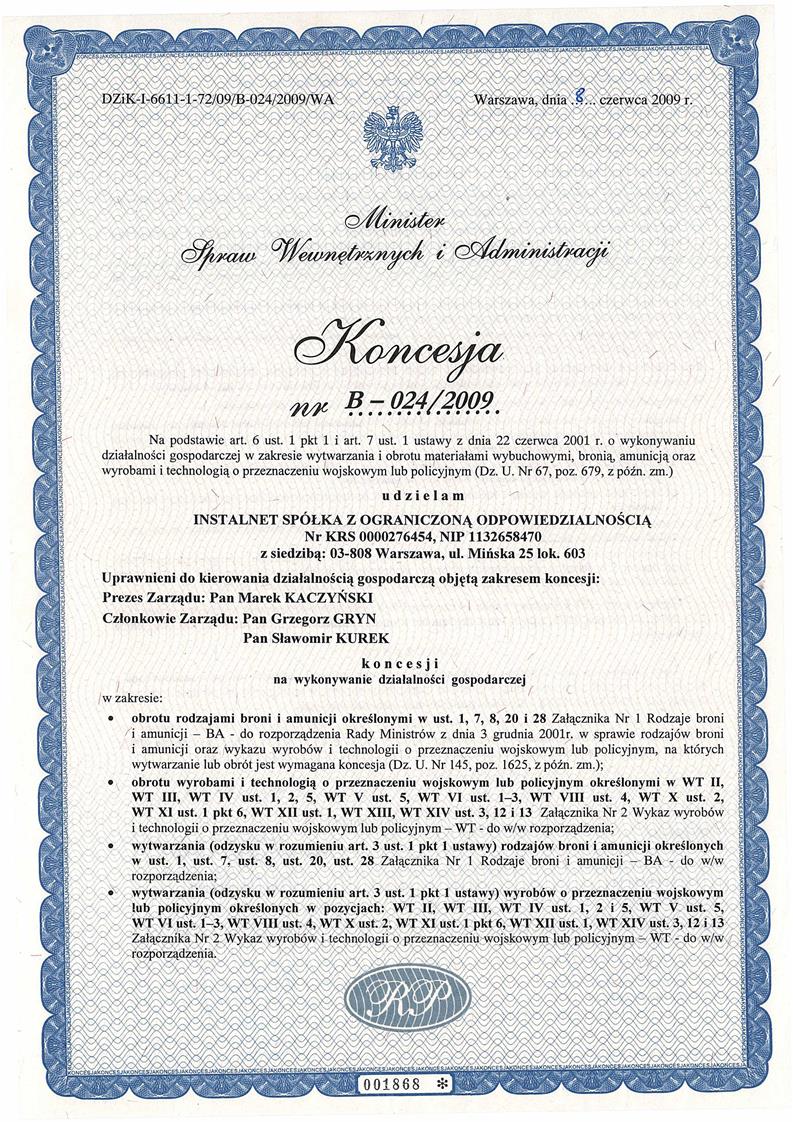 DZiK-I-6611-1-72/09/B-024/2009/WA
Warszawa, dnia .8... czerwca 2009 r.
Minister
Spraw Wewnętrznych i Administracji
Koncesja
nr B – 024/2009
Na podstawie art. 6 ust. 1 pkt 1 i art. 7 ust. 1 ustawy z dnia 22 czerwca 2001 r. o wykonywaniu
działalności gospodarczej w zakresie wytwarzania i obrotu materiałami wybuchowymi, bronią, amunicją oraz
wyrobami i technologią o przeznaczeniu wojskowym lub policyjnym (Dz. U. Nr 67, poz. 679, z późn. zm.)
udzielam
INSTALNET SPÓŁKA Z OGRANICZONĄ ODPOWIEDZIALNOŚCIĄ
Nr KRS 0000276454, NIP 1132658470
z siedzibą: 03-808 Warszawa, ul. Mińska 25 lok. 603
Uprawnieni do kierowania działalnością gospodarczą objętą zakresem koncesji:
Prezes Zarządu: Pan Marek KACZYŃSKI
Członkowie Zarządu: Pan Grzegorz GRYN
Pan Sławomir KUREK
koncesji
na wykonywanie działalności gospodarczej
w zakresie:
• obrotu rodzajami broni i amunicji określonymi w ust. 1, 7, 8, 20 i 28 Załącznika Nr 1 Rodzaje broni
i amunicji – BA - do rozporządzenia Rady Ministrów z dnia 3 grudnia 2001r. w sprawie rodzajów broni
i amunicji oraz wykazu wyrobów i technologii o przeznaczeniu wojskowym lub policyjnym, na których
wytwarzanie lub obrót jest wymagana koncesja (Dz. U. Nr 145, poz. 1625, z późn. zm.);
• obrotu wyrobami i technologią o przeznaczeniu wojskowym lub policyjnym określonymi w WT II,
WT III, WT IV ust. 1, 2, 5, WT V ust. 5, WT VI ust. 1–3, WT VIII ust. 4, WT X ust. 2,
WT XI ust. 1 pkt 6, WT XII ust. 1, WT XIII, WT XIV ust. 3, 12 i 13 Załącznika Nr 2 Wykaz wyrobów
i technologii o przeznaczeniu wojskowym lub policyjnym – WT - do w/w rozporządzenia;
• wytwarzania (odzysku w rozumieniu art. 3 ust. 1 pkt 1 ustawy) rodzajów broni i amunicji określonych
w ust. 1, ust. 7, ust. 8, ust. 20, ust. 28 Załącznika Nr 1 Rodzaje broni i amunicji – BA - do w/w
rozporządzenia;
• wytwarzania (odzysku w rozumieniu art. 3 ust. 1 pkt 1 ustawy) wyrobów o przeznaczeniu wojskowym
lub policyjnym określonych w pozycjach: WT II, WT III, WT IV ust. 1, 2 i 5, WT V ust. 5,
WT VI ust. 1–3, WT VIII ust. 4, WT X ust. 2, WT XI ust. 1 pkt 6, WT XII ust. 1, WT XIV ust. 3, 12 i 13
Załącznika Nr 2 Wykaz wyrobów i technologii o przeznaczeniu wojskowym lub policyjnym – WT - do w/w
rozporządzenia.
RP
001868 *